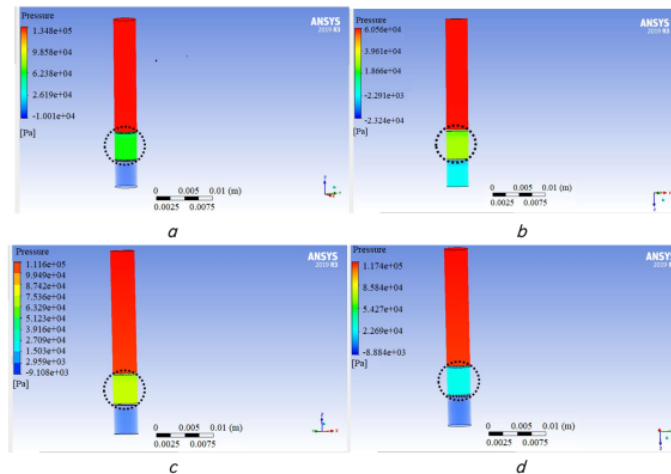 Pressure
1.348e+05
9.858e+04
6.238e+04
2.619e+04
-1.001e+04
[Pa]
ANSYS
2019 R3
0 0.005 0.01 (m)
0.0025 0.0075
a
Pressure
6.056e+04
3.961e+04
1.866e+04
-2.291e+03
-2.324e+04
[Pa]
ANSYS
2019 R3
0 0.005 0.01 (m)
0.0025 0.0075
b
Pressure
1.116e+05
9.949e+04
8.742e+04
7.536e+04
6.329e+04
5.123e+04
3.916e+04
2.709e+04
1.503e+04
2.959e+03
-9.108e+03
[Pa]
ANSYS
2019 R3
0 0.005 0.01 (m)
0.0025 0.0075
c
Pressure
1.174e+05
8.584e+04
5.427e+04
2.269e+04
-8.884e+03
[Pa]
ANSYS
2019 R3
0 0.005 0.01 (m)
0.0025 0.0075
d